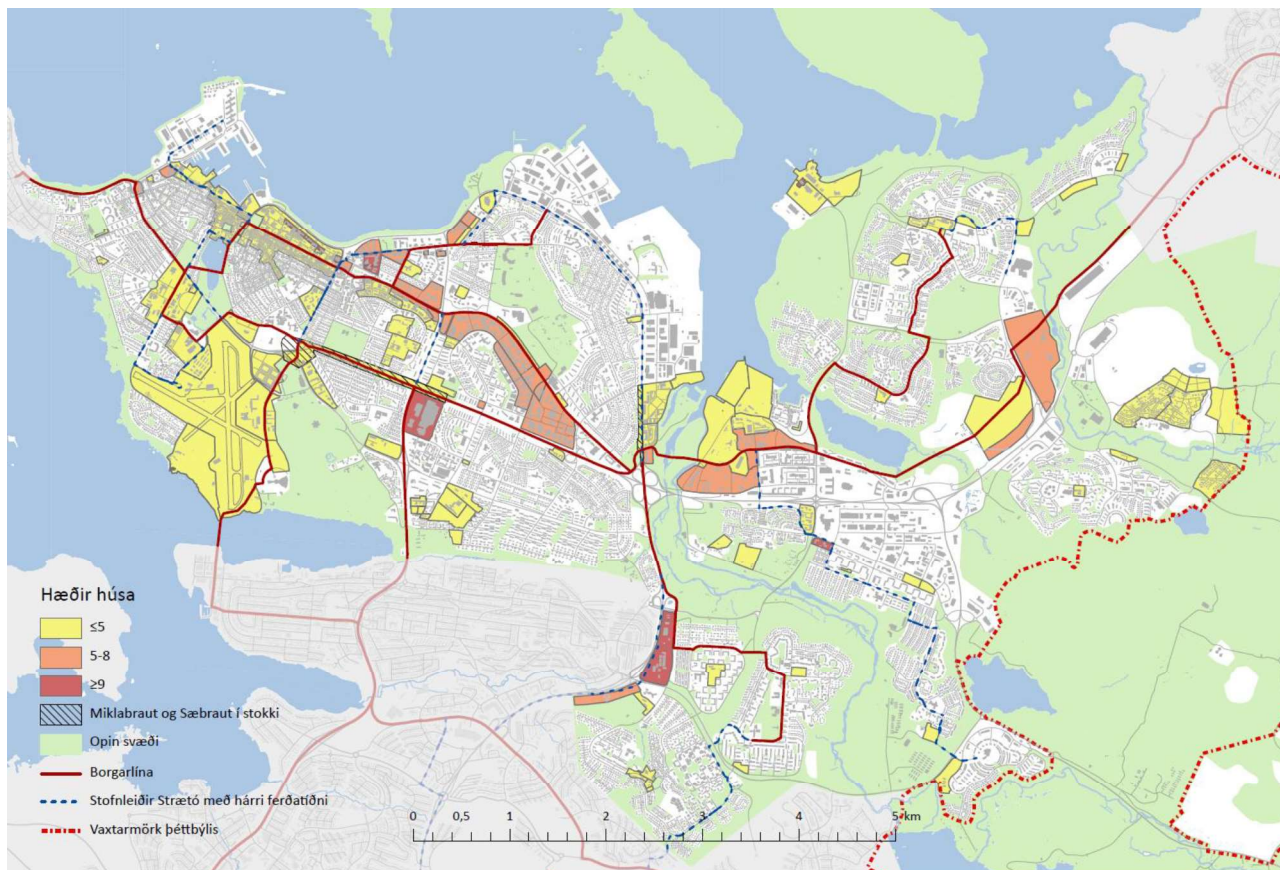 Hæðir húsa
≤5
5-8
≥9
Miklabraut og Sæbraut í stokki
Opin svæði
Borgarlína
Stofnleiðir Strætó með hárri ferðatíðni
Vaxtarmörk þéttbýlis
0 0,5 1 2 3 4 5 km